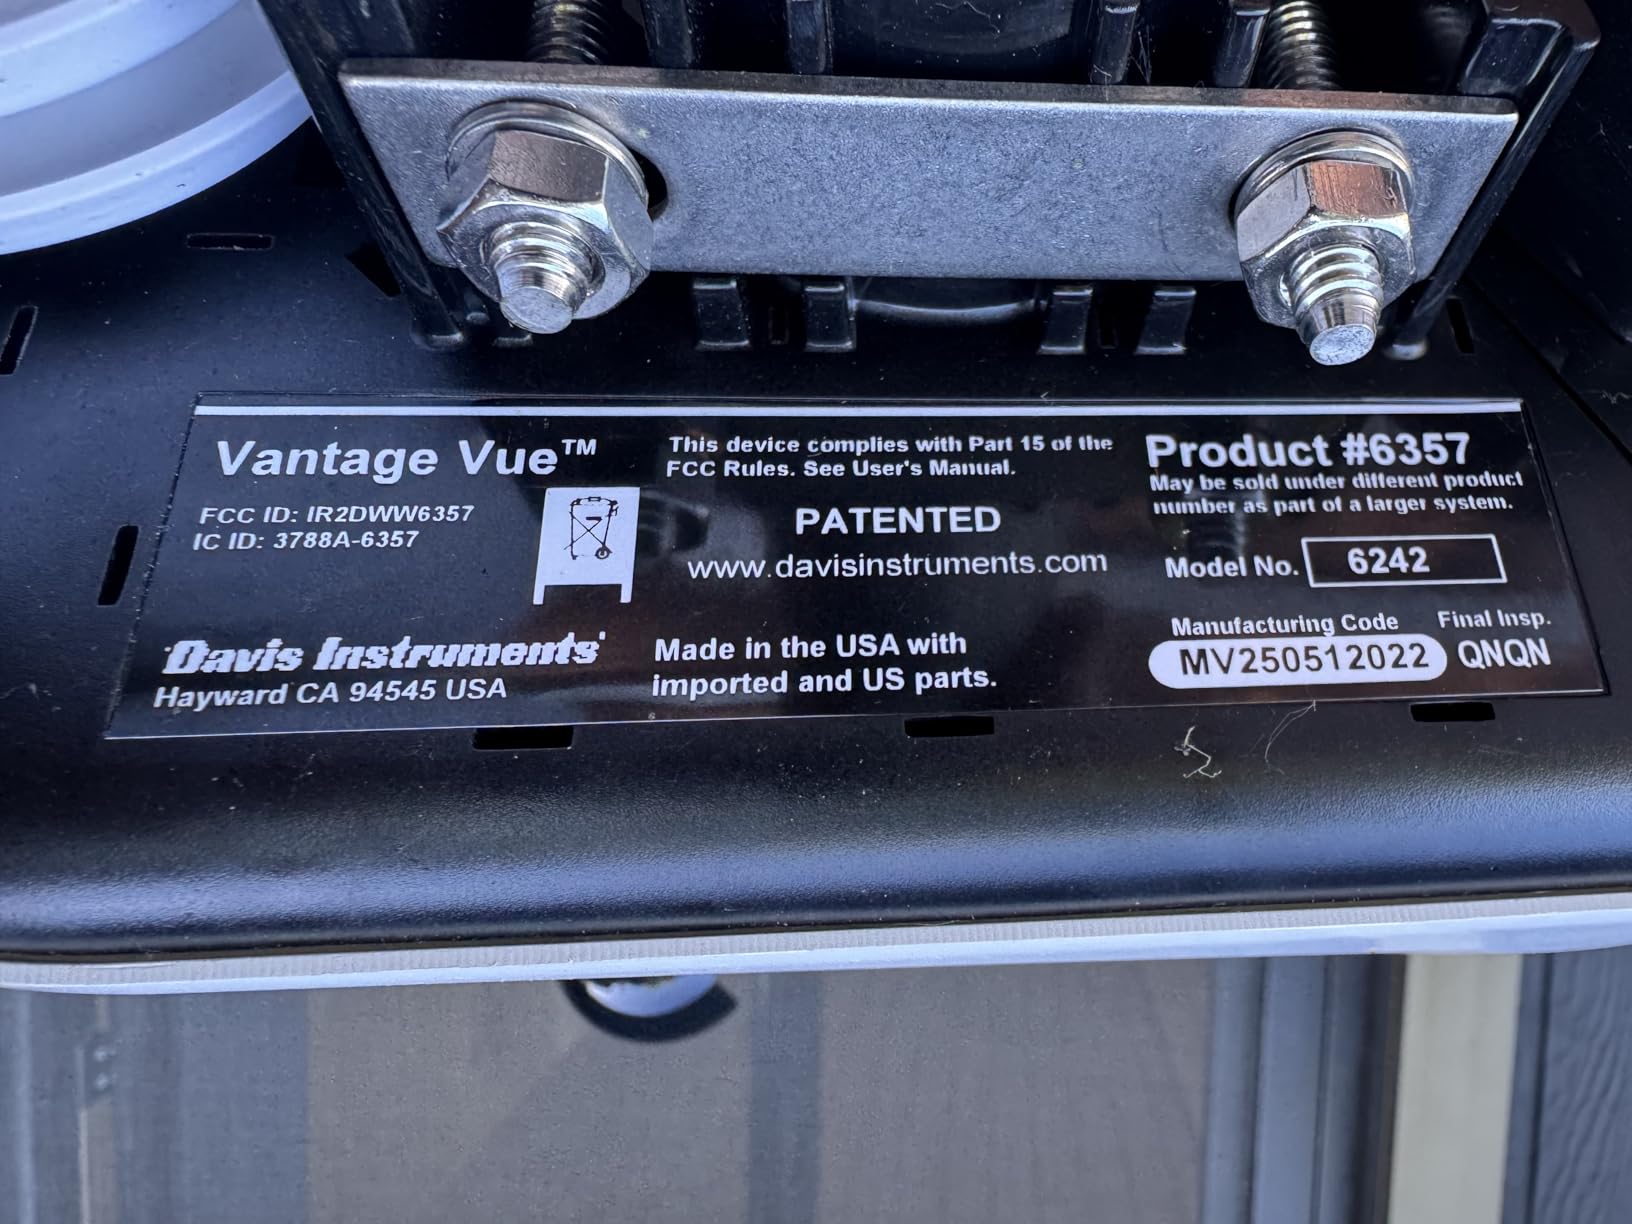 Vantage Vue™
FCC ID: IR2DWW6357
IC ID: 3788A-6357
Davis Instruments
Hayward CA 94545 USA
This device complies with Part 15 of the
FCC Rules. See User's Manual.
PATENTED
www.davisinstruments.com
Made in the USA with
imported and US parts.
Product #6357
May be sold under different product
number as part of a larger system.
Model No. 6242
Manufacturing Code Final Insp.
MV250512022 QNQN